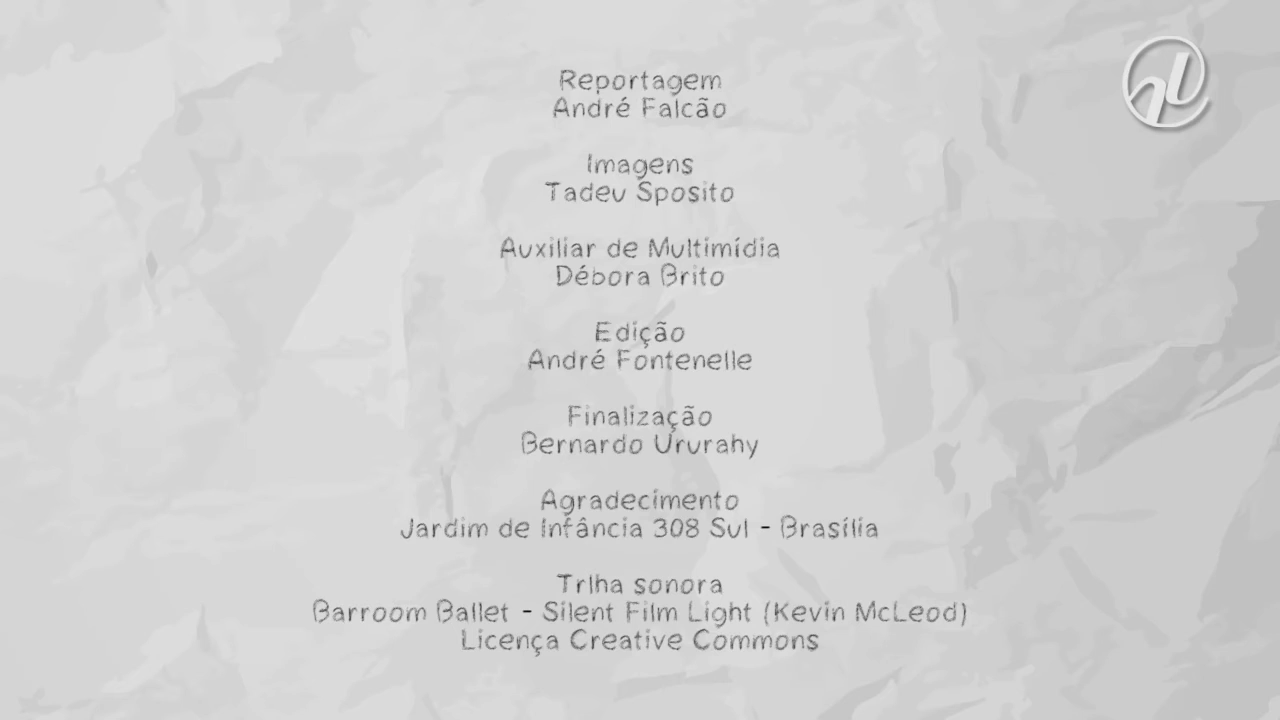 Reportagem
André Falcão
Imagens
Tadeu Sposito
Auxiliar de Multimídia
Débora Brito
Edição
André Fontenelle
Finalização
Bernardo Ururahy
Agradecimento
Jardim de Infância 308 Sul - Brasília
Trlha sonora
Barroom Ballet - Silent Film Light (Kevin McLeod)
Licença Creative Commons